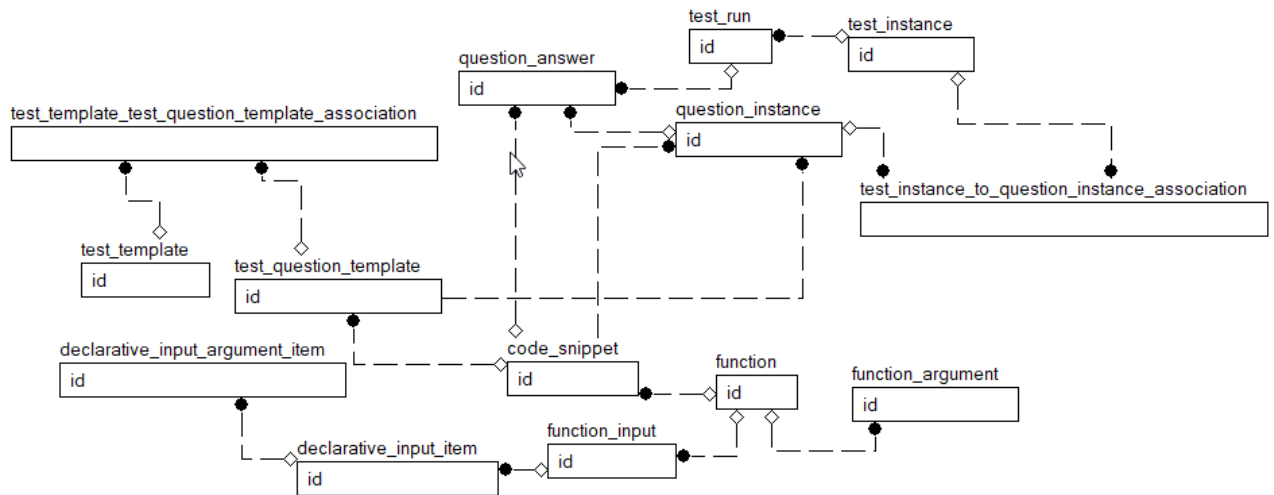 test_run
id
test_instance
id
question_answer
id
question_instance
id
test_template_test_question_template_association
test_instance_to_question_instance_association
test_template
id
test_question_template
id
declarative_input_argument_item
id
code_snippet
id
function
id
function_argument
id
function_input
id
declarative_input_item
id